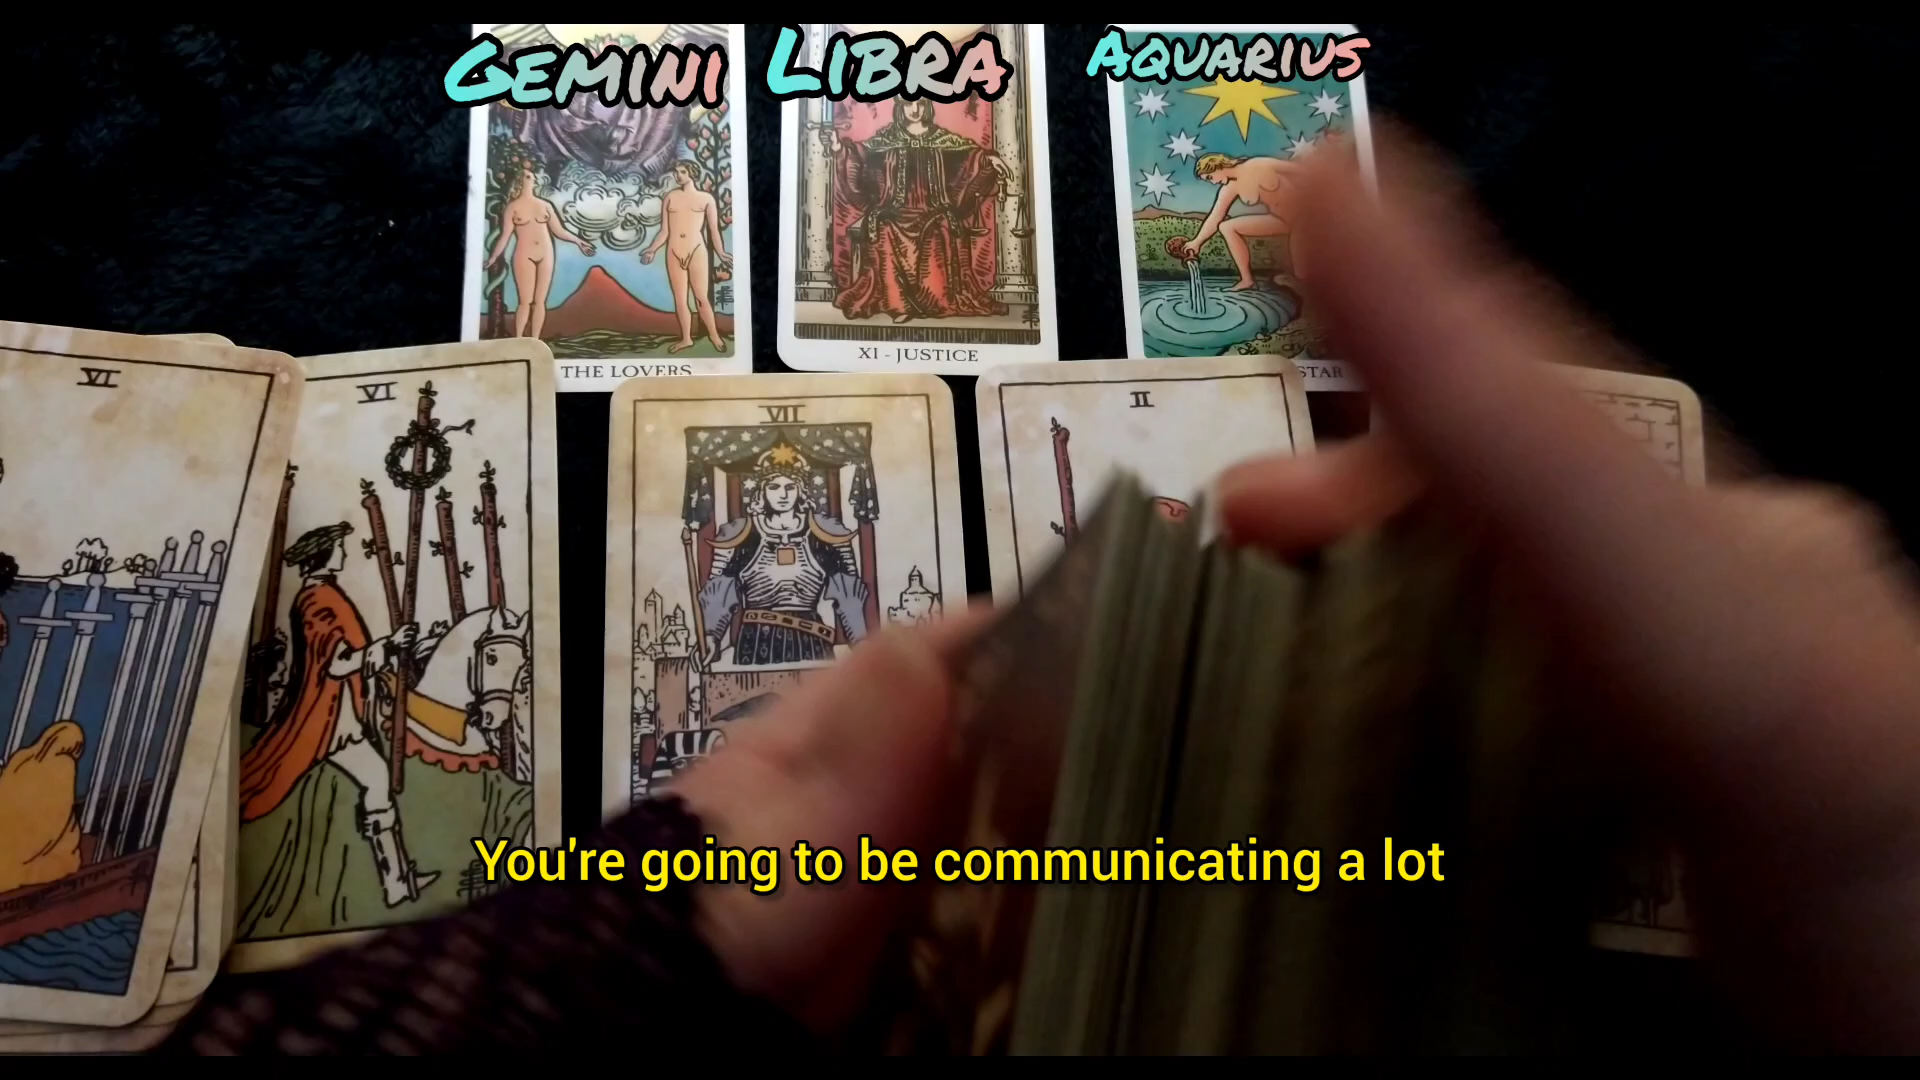 GEMINI LIBRA AQUARIUS
THE LOVERS
XI - JUSTICE
STAR
VI
VI
VII
II
You're going to be communicating a lot